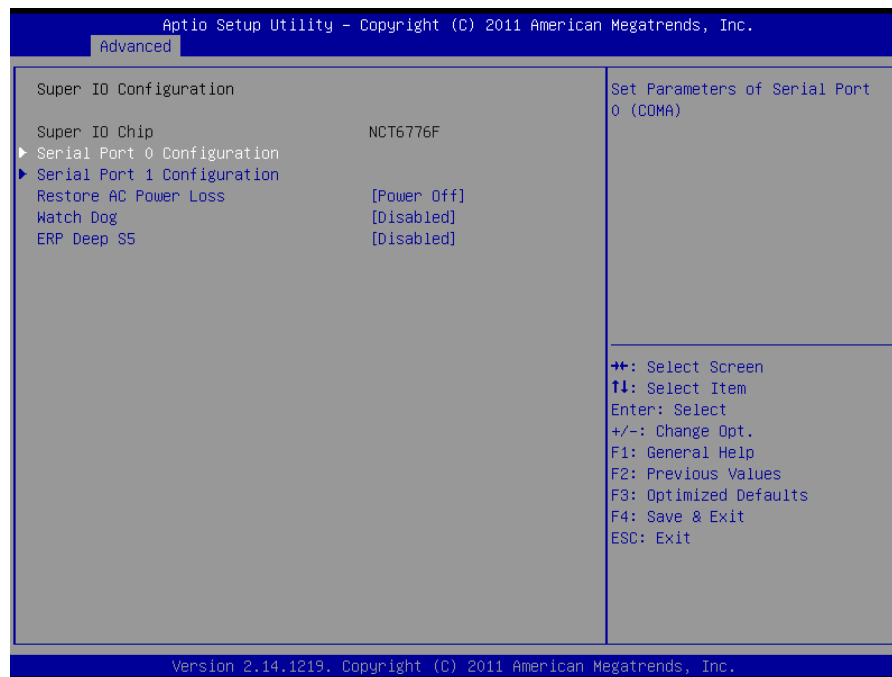 Aptio Setup Utility – Copyright (C) 2011 American Megatrends, Inc.
Advanced
Super IO Configuration
Super IO Chip NCT6776F
Serial Port 0 Configuration
Serial Port 1 Configuration
Restore AC Power Loss [Power Off]
Watch Dog [Disabled]
ERP Deep S5 [Disabled]
Set Parameters of Serial Port
0 (COMA)
→←: Select Screen
↑↓: Select Item
Enter: Select
+/-: Change Opt.
F1: General Help
F2: Previous Values
F3: Optimized Defaults
F4: Save & Exit
ESC: Exit
Version 2.14.1219. Copyright (C) 2011 American Megatrends, Inc.